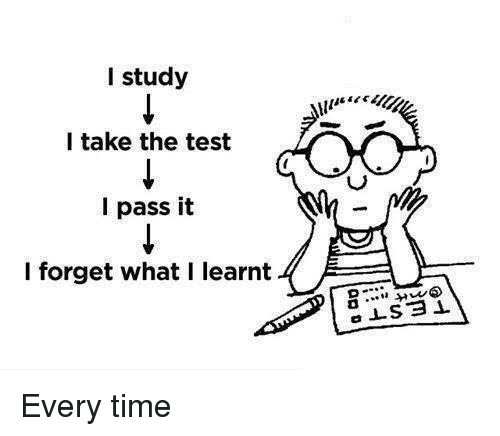 I study
I take the test
I pass it
I forget what I learnt
TEST
Every time